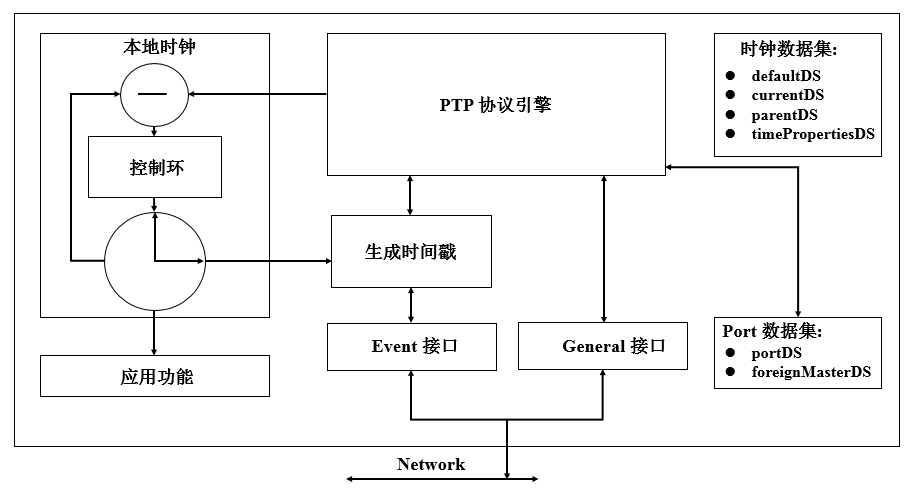 本地时钟
控制环
应用功能
PTP 协议引擎
生成时间戳
Event 接口
General 接口
时钟数据集:
● defaultDS
● currentDS
● parentDS
● timePropertiesDS
Port 数据集:
● portDS
● foreignMasterDS
Network